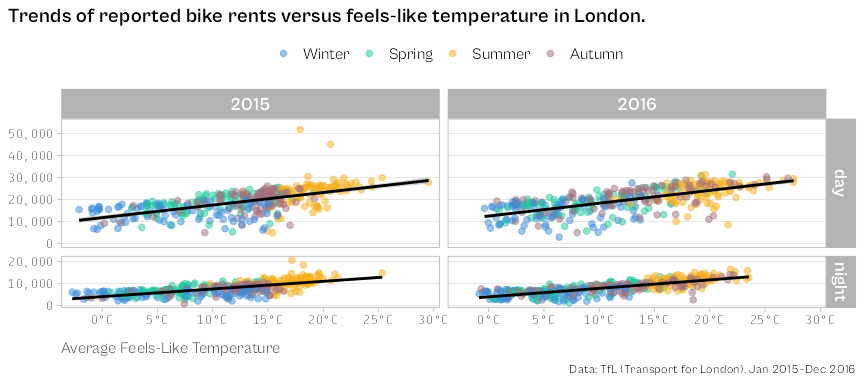 Trends of reported bike rents versus feels-like temperature in London.
Winter Spring Summer Autumn
2015 2016
50,000
40,000
30,000
20,000
10,000
0
day
20,000
10,000
0
night
0°C 5°C 10°C 15°C 20°C 25°C 30°C 0°C 5°C 10°C 15°C 20°C 25°C 30°C
Average Feels-Like Temperature
Data: TfL (Transport for London), Jan 2015–Dec 2016